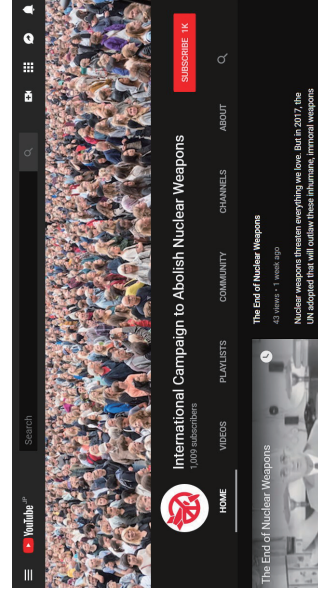 YouTube JP
Search
International Campaign to Abolish Nuclear Weapons
1,009 subscribers
SUBSCRIBE 1K
HOME
VIDEOS
PLAYLISTS
COMMUNITY
CHANNELS
ABOUT
The End of Nuclear Weapons
The End of Nuclear Weapons
43 views • 1 week ago
Nuclear weapons threaten everything we love. But in 2017, the
UN adopted that will outlaw these inhumane, immoral weapons